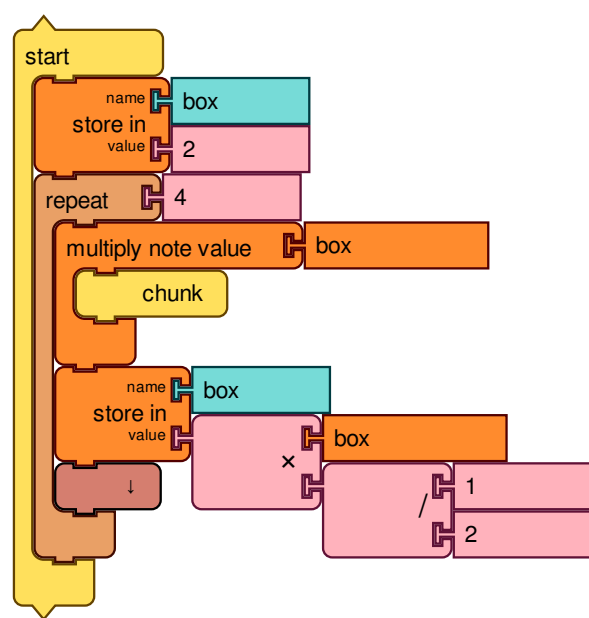 start
name
box
store in
value
2
repeat
4
multiply note value
box
chunk
name
box
store in
value
box
×
↓
/
1
2